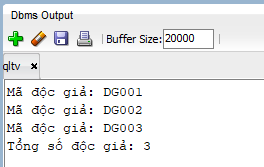 Dbms Output
Buffer Size: 20000
qltv
Mã độc giả: DG001
Mã độc giả: DG002
Mã độc giả: DG003
Tổng số độc giả: 3